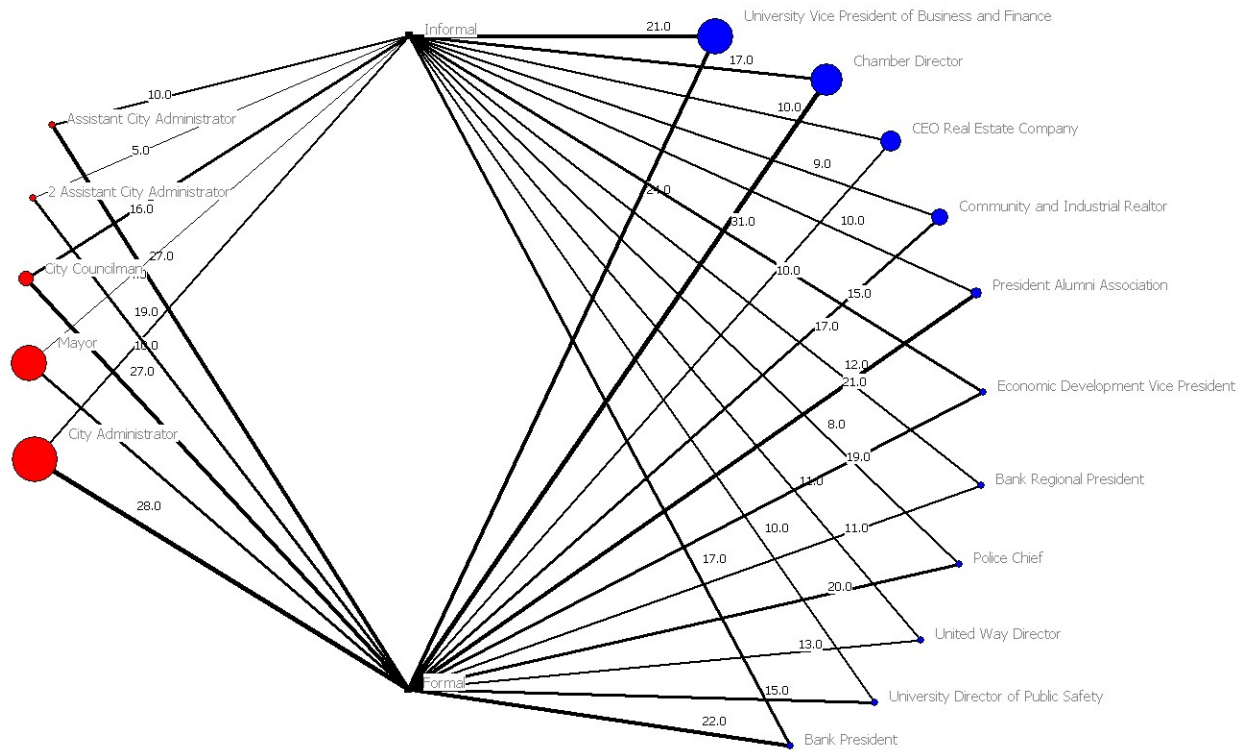 Informal
21.0
University Vice President of Business and Finance
17.0
Chamber Director
10.0
Assistant City Administrator
10.0
CEO Real Estate Company
5.0
9.0
2 Assistant City Administrator
24.0
16.0
31.0
10.0
Community and Industrial Realtor
27.0
City Councilman
10.0
15.0
President Alumni Association
19.0
17.0
Mayor
10.0
27.0
12.0
21.0
Economic Development Vice President
City Administrator
8.0
19.0
28.0
11.0
Bank Regional President
10.0
11.0
17.0
Police Chief
20.0
13.0
United Way Director
Formal
15.0
University Director of Public Safety
22.0
Bank President